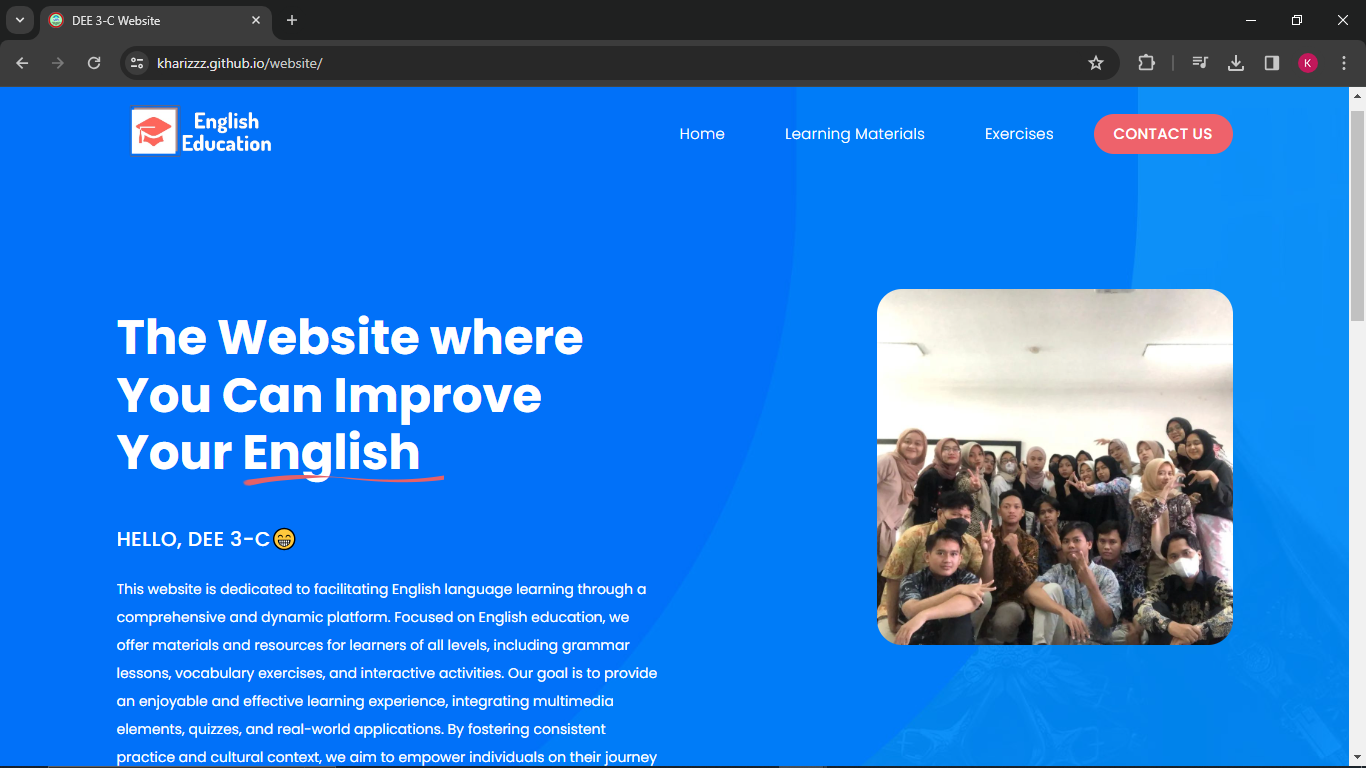 DEE 3-C Website
kharizzz.github.io/website/
K
English
Education
Home
Learning Materials
Exercises
CONTACT US
The Website where
You Can Improve
Your English
HELLO, DEE 3-C😁
This website is dedicated to facilitating English language learning through a
comprehensive and dynamic platform. Focused on English education, we
offer materials and resources for learners of all levels, including grammar
lessons, vocabulary exercises, and interactive activities. Our goal is to provide
an enjoyable and effective learning experience, integrating multimedia
elements, quizzes, and real-world applications. By fostering consistent
practice and cultural context, we aim to empower individuals on their journey